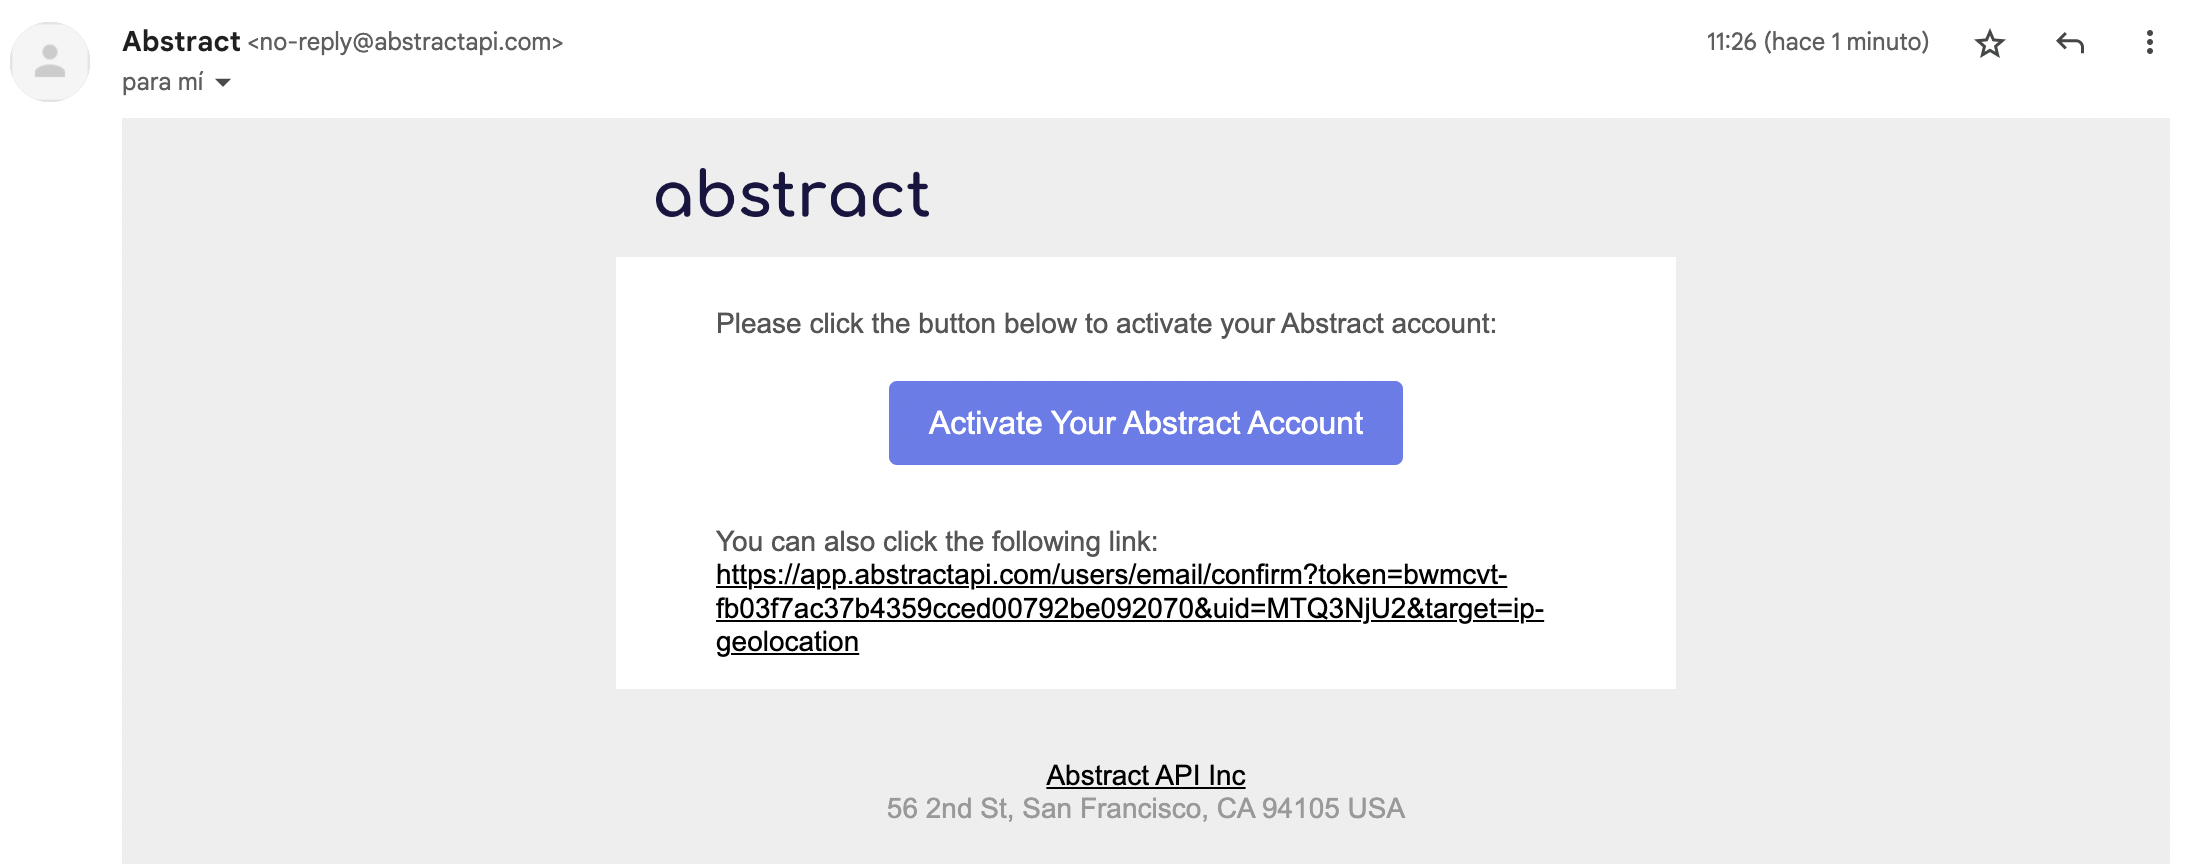 Abstract <no-reply@abstractapi.com>
11:26 (hace 1 minuto)
para mí
abstract
Please click the button below to activate your Abstract account:
Activate Your Abstract Account
You can also click the following link:
https://app.abstractapi.com/users/email/confirm?token=bwmcvt-
fb03f7ac37b4359cced00792be092070&uid=MTQ3NjU2&target=ip-
geolocation
Abstract API Inc
56 2nd St, San Francisco, CA 94105 USA